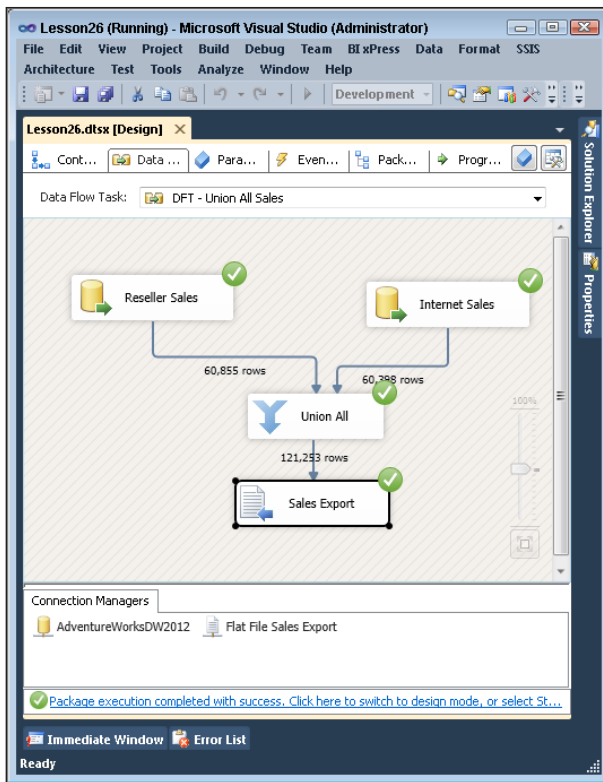 Lesson26 (Running) - Microsoft Visual Studio (Administrator)
File Edit View Project Build Debug Team BI xPress Data Format SSIS
Architecture Test Tools Analyze Window Help
Development
Lesson26.dtsx [Design]
Cont... Data ... Para... Even... Pack... Progr...
Data Flow Task: DFT - Union All Sales
Reseller Sales
Internet Sales
60,855 rows
60,398 rows
Union All
100%
121,253 rows
Sales Export
Connection Managers
AdventureWorksDW2012 Flat File Sales Export
Package execution completed with success. Click here to switch to design mode, or select St...
Immediate Window Error List
Ready
Solution Explorer
Properties